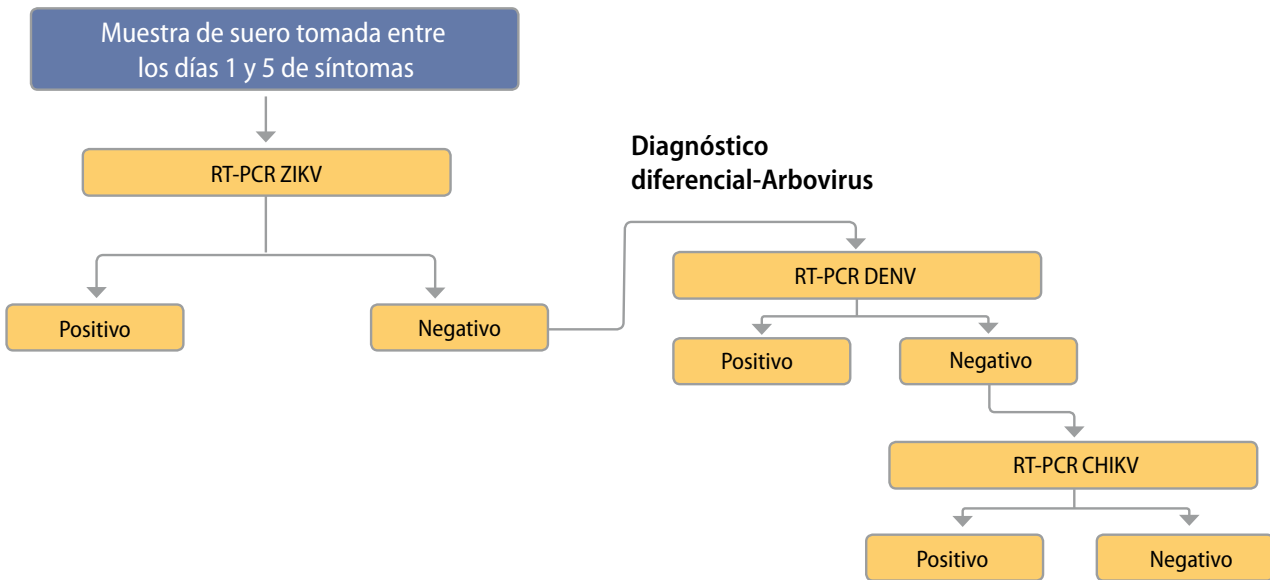 Muestra de suero tomada entre
los días 1 y 5 de síntomas
RT-PCR ZIKV
Positivo
Negativo
Diagnóstico
diferencial-Arbovirus
RT-PCR DENV
Positivo
Negativo
RT-PCR CHIKV
Positivo
Negativo